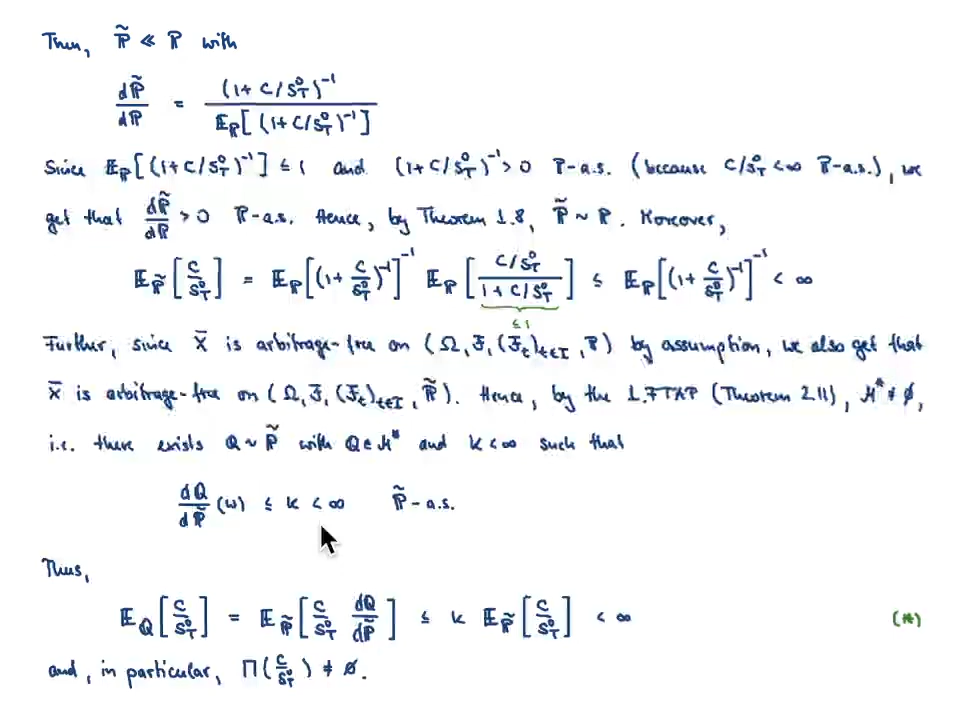 Then, P̃ ≪ P with
dP̃/dP = (1+C/S⁰_T)⁻¹ / E_P[(1+C/S⁰_T)⁻¹]
Since E_P[(1+C/S⁰_T)⁻¹] ≤ 1 and (1+C/S⁰_T)⁻¹ > 0 P-a.s. (because C/S⁰_T < ∞ P-a.s.), we
get that dP̃/dP > 0 P-a.s. Hence, by Theorem 1.8, P̃ ~ P. Moreover,
E_P̃[C/S⁰_T] = E_P[(1+C/S⁰_T)⁻¹]⁻¹ E_P[(C/S⁰_T)/(1+C/S⁰_T)] ≤ E_P[(1+C/S⁰_T)⁻¹]⁻¹ < ∞
≤ 1
Further, since X̄ is arbitrage-free on (Ω, F, (F_t)_{t∈I}, P) by assumption, we also get that
X̄ is arbitrage-free on (Ω, F, (F_t)_{t∈I}, P̃). Hence, by the 1.FTAP (Theorem 2.11), M* ≠ ∅,
i.e. there exists Q ~ P̃ with Q ∈ M* and K < ∞ such that
dQ/dP̃ (ω) ≤ K < ∞ P̃-a.s.
Thus,
E_Q[C/S⁰_T] = E_P̃[C/S⁰_T dQ/dP̃] ≤ K E_P̃[C/S⁰_T] < ∞ (*)
and, in particular, Π(C/S⁰_T) ≠ ∅.